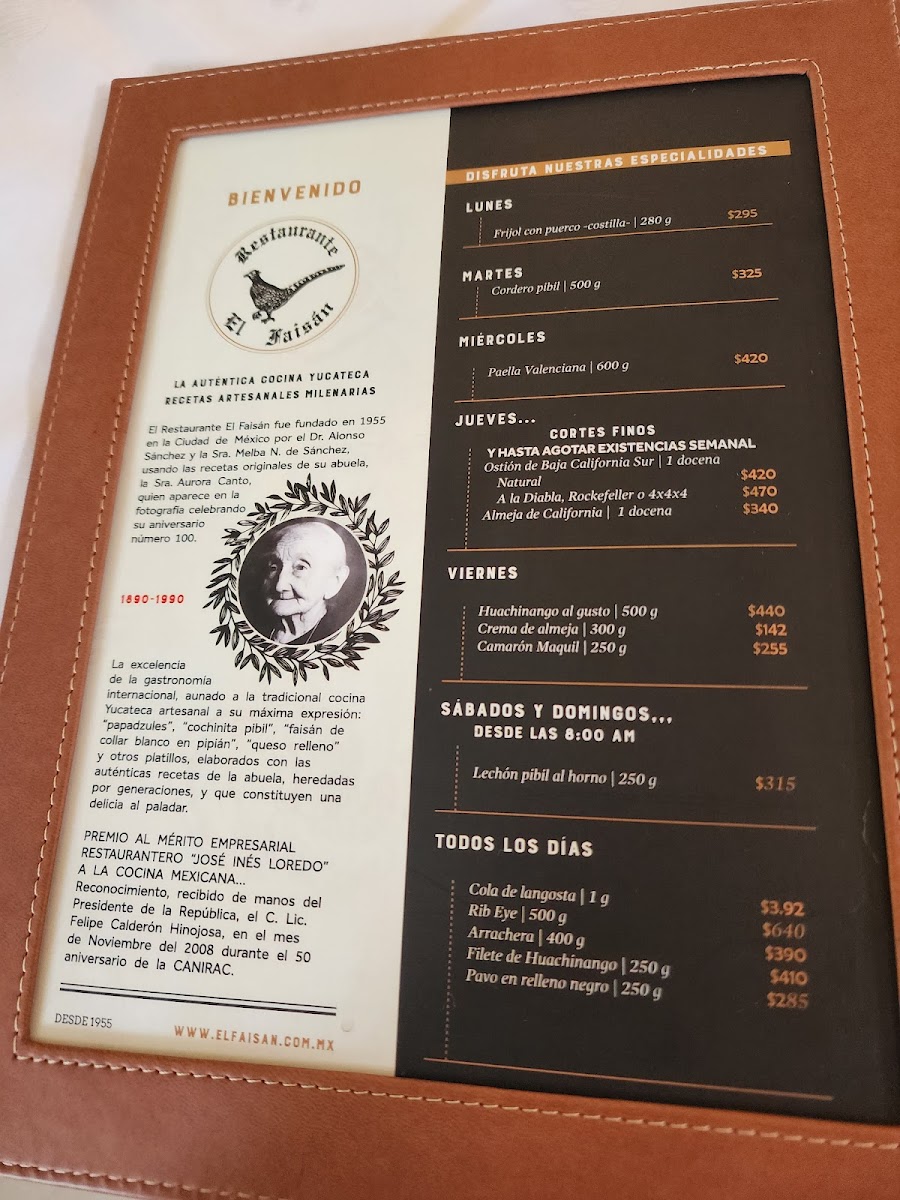 BIENVENIDO
Restaurante
El Faisán
LA AUTÉNTICA COCINA YUCATECA
RECETAS ARTESANALES MILENARIAS
El Restaurante El Faisán fue fundado en 1955
en la Ciudad de México por el Dr. Alonso
Sánchez y la Sra. Melba N. de Sánchez,
usando las recetas originales de su abuela,
la Sra. Aurora Canto,
quien aparece en la
fotografía celebrando
su aniversario
número 100.
1890-1990
La excelencia
de la gastronomía
internacional, aunado a la tradicional cocina
Yucateca artesanal a su máxima expresión:
"papadzules", "cochinita pibil", "faisán de
collar blanco en pipián", "queso relleno"
y otros platillos, elaborados con las
auténticas recetas de la abuela, heredadas
por generaciones, y que constituyen una
delicia al paladar.
PREMIO AL MÉRITO EMPRESARIAL
RESTAURANTERO "JOSÉ INÉS LOREDO"
A LA COCINA MEXICANA...
Reconocimiento, recibido de manos del
Presidente de la República, el C. Lic.
Felipe Calderón Hinojosa, en el mes
de Noviembre del 2008 durante el 50
aniversario de la CANIRAC.
DESDE 1955
WWW.ELFAISAN.COM.MX
DISFRUTA NUESTRAS ESPECIALIDADES
LUNES
Frijol con puerco -costilla- | 280 g $295
MARTES
Cordero pibil | 500 g $325
MIÉRCOLES
Paella Valenciana | 600 g $420
JUEVES...
CORTES FINOS
Y HASTA AGOTAR EXISTENCIAS SEMANAL
Ostión de Baja California Sur | 1 docena
Natural $420
A la Diabla, Rockefeller o 4x4x4 $470
Almeja de California | 1 docena $340
VIERNES
Huachinango al gusto | 500 g $440
Crema de almeja | 300 g $142
Camarón Maquil | 250 g $255
SÁBADOS Y DOMINGOS...
DESDE LAS 8:00 AM
Lechón pibil al horno | 250 g $315
TODOS LOS DÍAS
Cola de langosta | 1 g $3.92
Rib Eye | 500 g $640
Arrachera | 400 g $390
Filete de Huachinango | 250 g $410
Pavo en relleno negro | 250 g $285